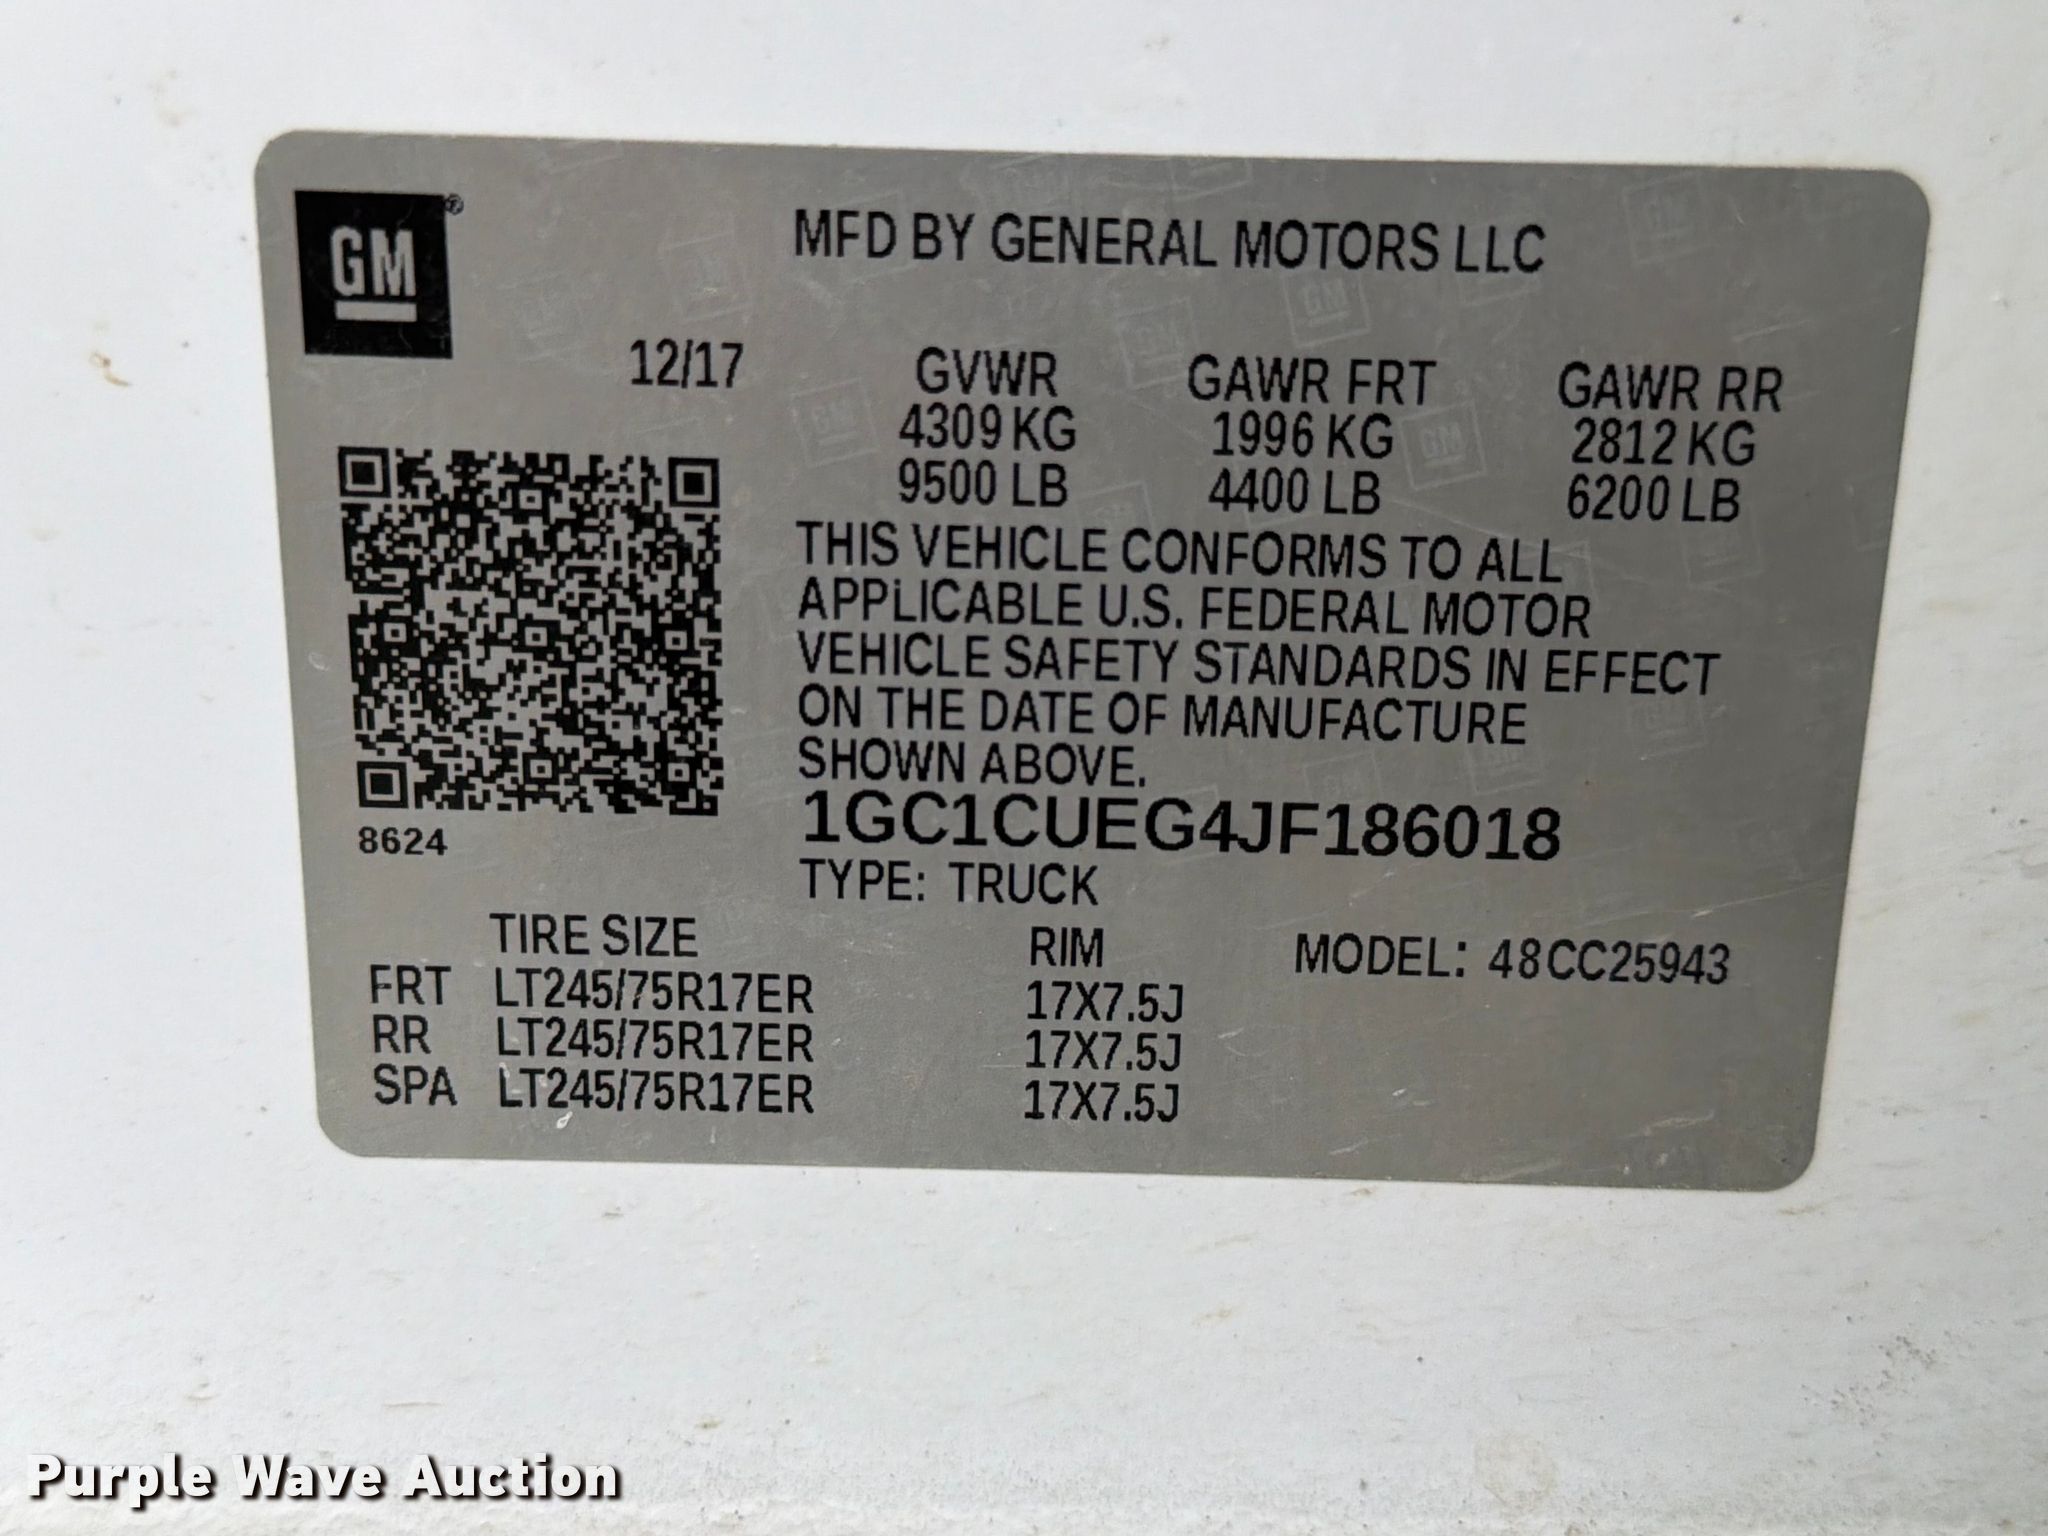 GM®
MFD BY GENERAL MOTORS LLC
12/17
GVWR GAWR FRT GAWR RR
4309 KG 1996 KG 2812 KG
9500 LB 4400 LB 6200 LB
THIS VEHICLE CONFORMS TO ALL
APPLICABLE U.S. FEDERAL MOTOR
VEHICLE SAFETY STANDARDS IN EFFECT
ON THE DATE OF MANUFACTURE
SHOWN ABOVE.
1GC1CUEG4JF186018
8624
TYPE: TRUCK
TIRE SIZE RIM MODEL: 48CC25943
FRT LT245/75R17ER 17X7.5J
RR LT245/75R17ER 17X7.5J
SPA LT245/75R17ER 17X7.5J
Purple Wave Auction